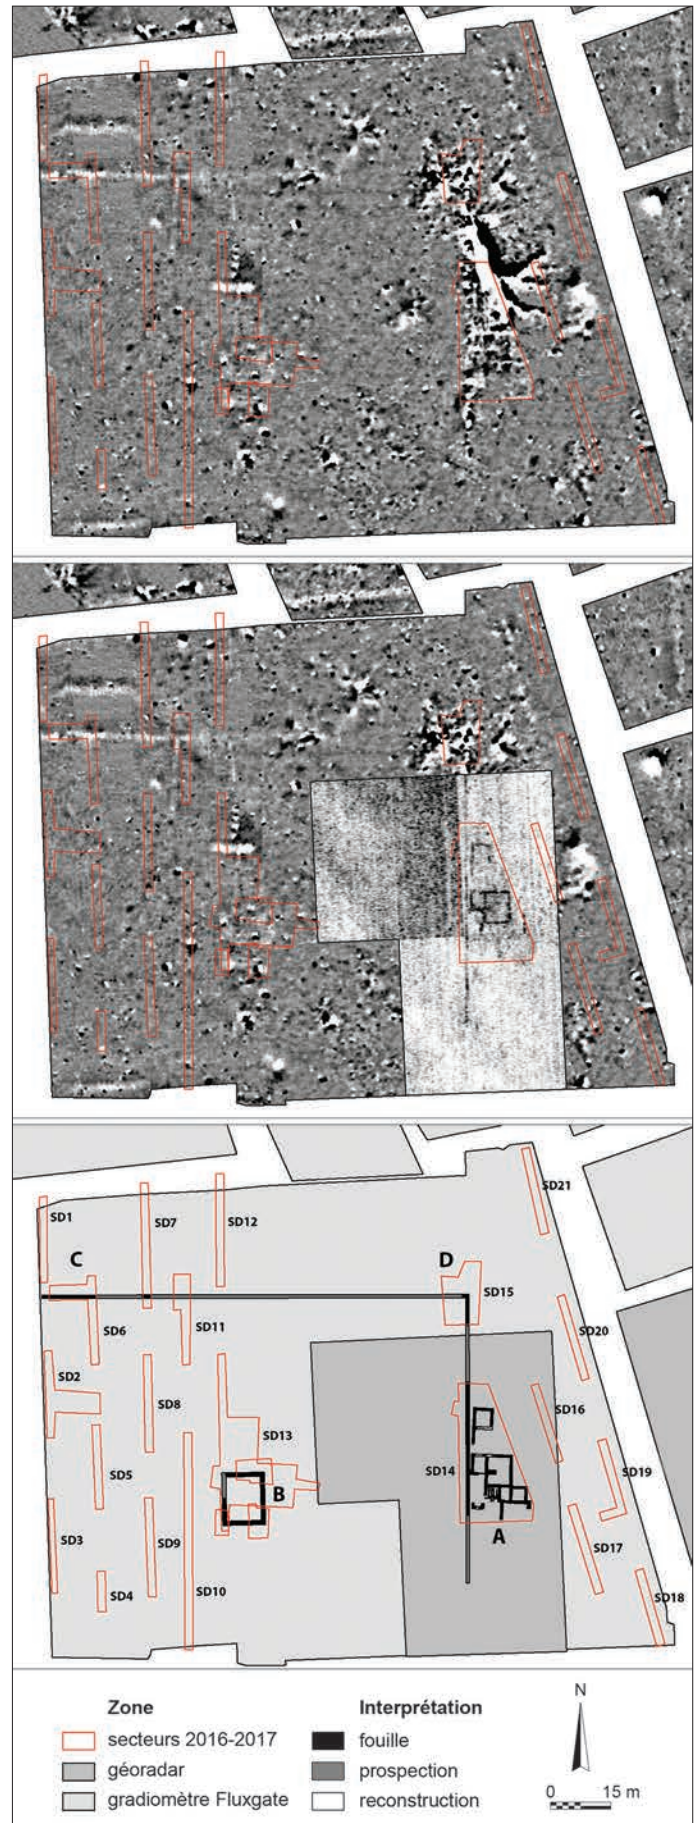 SD21
SD1
SD7
SD12
C
D
SD15
SD20
SD6
SD11
SD2
SD8
SD16
SD13
SD19
SD5
SD14
B
A
SD3
SD9
SD17
SD4
SD10
SD18
Zone
secteurs 2016-2017
géoradar
gradiomètre Fluxgate
Interprétation
fouille
prospection
reconstruction
N
0 15 m